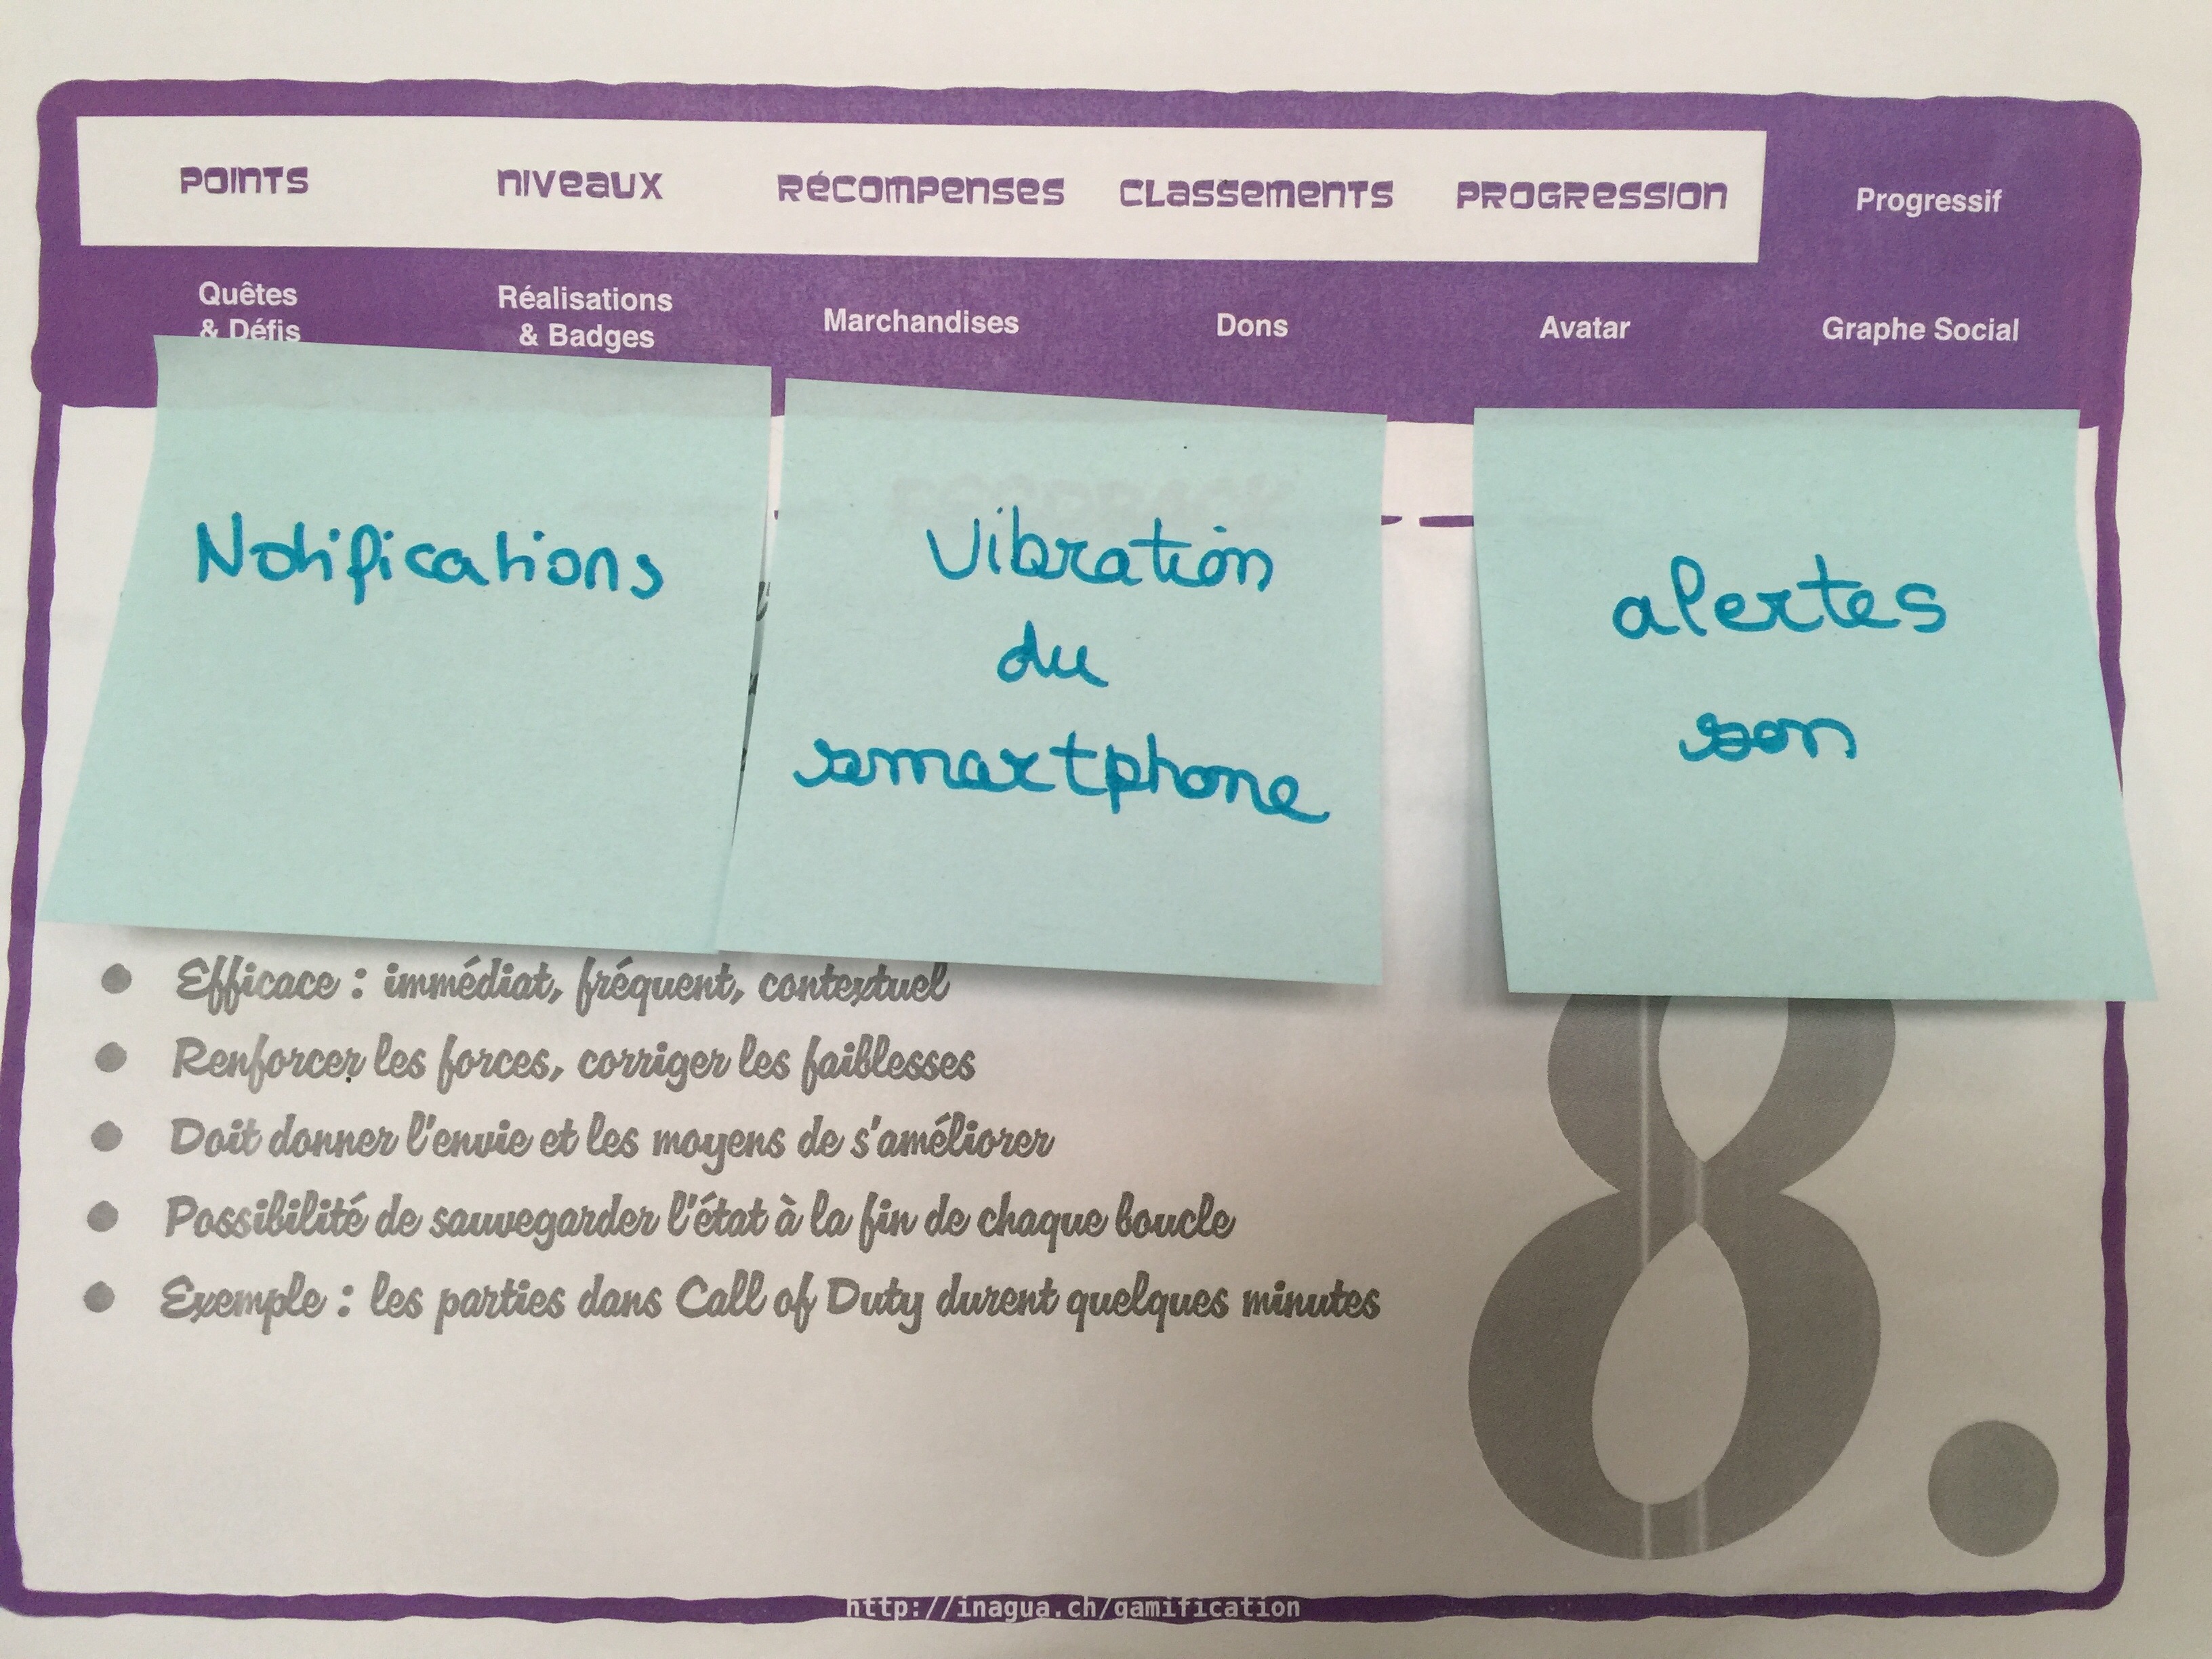 POINTS NIVEAUX RÉCOMPENSES CLASSEMENTS PROGRESSION Progressif
Quêtes
& Défis
Réalisations
& Badges
Marchandises
Dons
Avatar
Graphe Social
Notifications
Vibration
du
smartphone
alertes
son
Efficace : immédiat, fréquent, contextuel
Renforcer les forces, corriger les faiblesses
Doit donner l'envie et les moyens de s'améliorer
Possibilité de sauvegarder l'état à la fin de chaque boucle
Exemple : les parties dans Call of Duty durent quelques minutes
8.
http://inagua.ch/gamification